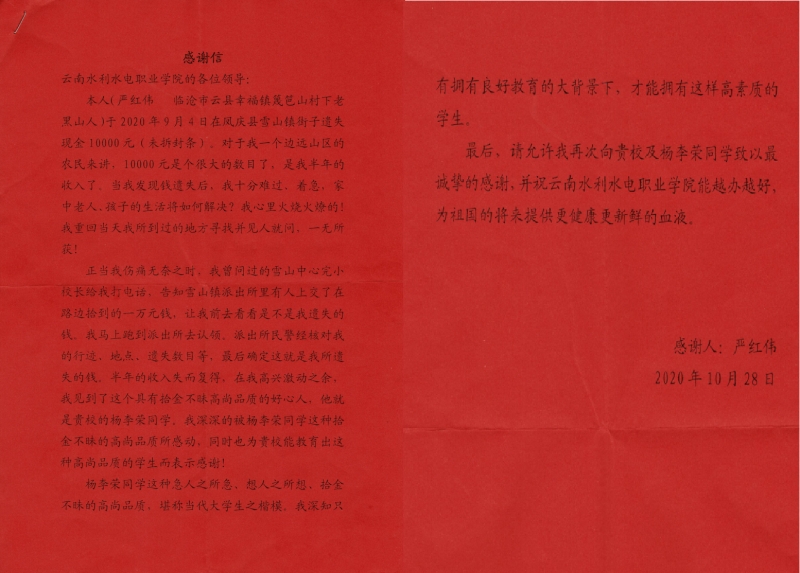 感谢信
云南水利水电职业学院的各位领导：
本人(严红伟 临沧市云县幸福镇篾笆山村下老
里山人)于2020年9月4日在凤庆县雪山镇街子遗失
现金10000元(未拆封条)。对于我一个边远山区的
农民来讲，10000元是个很大的数目了，是我半年的
收入了。当我发现钱遗失后，我十分难过，着急，家
中老人、孩子的生活将如何解决？我心里火烧火燎的！
我重回当天我所到过的地方寻找并见人就问，一无所
获！
正当我伤痛无奈之时，我曾问过的雪山中心完小
校长给我打电话，告知雪山镇派出所里有人上交了在
路边拾到的一万元钱，让我前去看看是不是我遗失的
钱。我马上跑到派出所去认领。派出所民警经核对我
的行迹、地点、遗失数目等，最后确定这就是我所遗
失的钱。半年的收入失而复得，在我高兴激动之余，
我见到了这个具有拾金不昧高尚品质的好心人，他就
是贵校的杨李荣同学。我深深的被杨李荣同学这种拾
金不昧的高尚品质所感动，同时也为贵校能教育出这
种高尚品质的学生而表示感谢！
杨李荣同学这种急人之所急、想人之所想，拾金
不昧的高尚品质，堪称当代大学生之楷模。我深知只
有拥有良好教育的大背景下，才能拥有这样高素质的
学生。
最后，请允许我再次向贵校及杨李荣同学致以最
诚挚的感谢，并祝云南水利水电职业学院能越办越好，
为祖国的将来提供更健康更新鲜的血液。
感谢人：严红伟
2020年10月28日